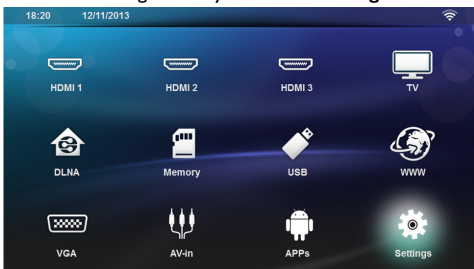 18:20 12/11/2013
HDMI 1 HDMI 2 HDMI 3 TV
DLNA Memory USB WWW
VGA AV-in APPs Settings